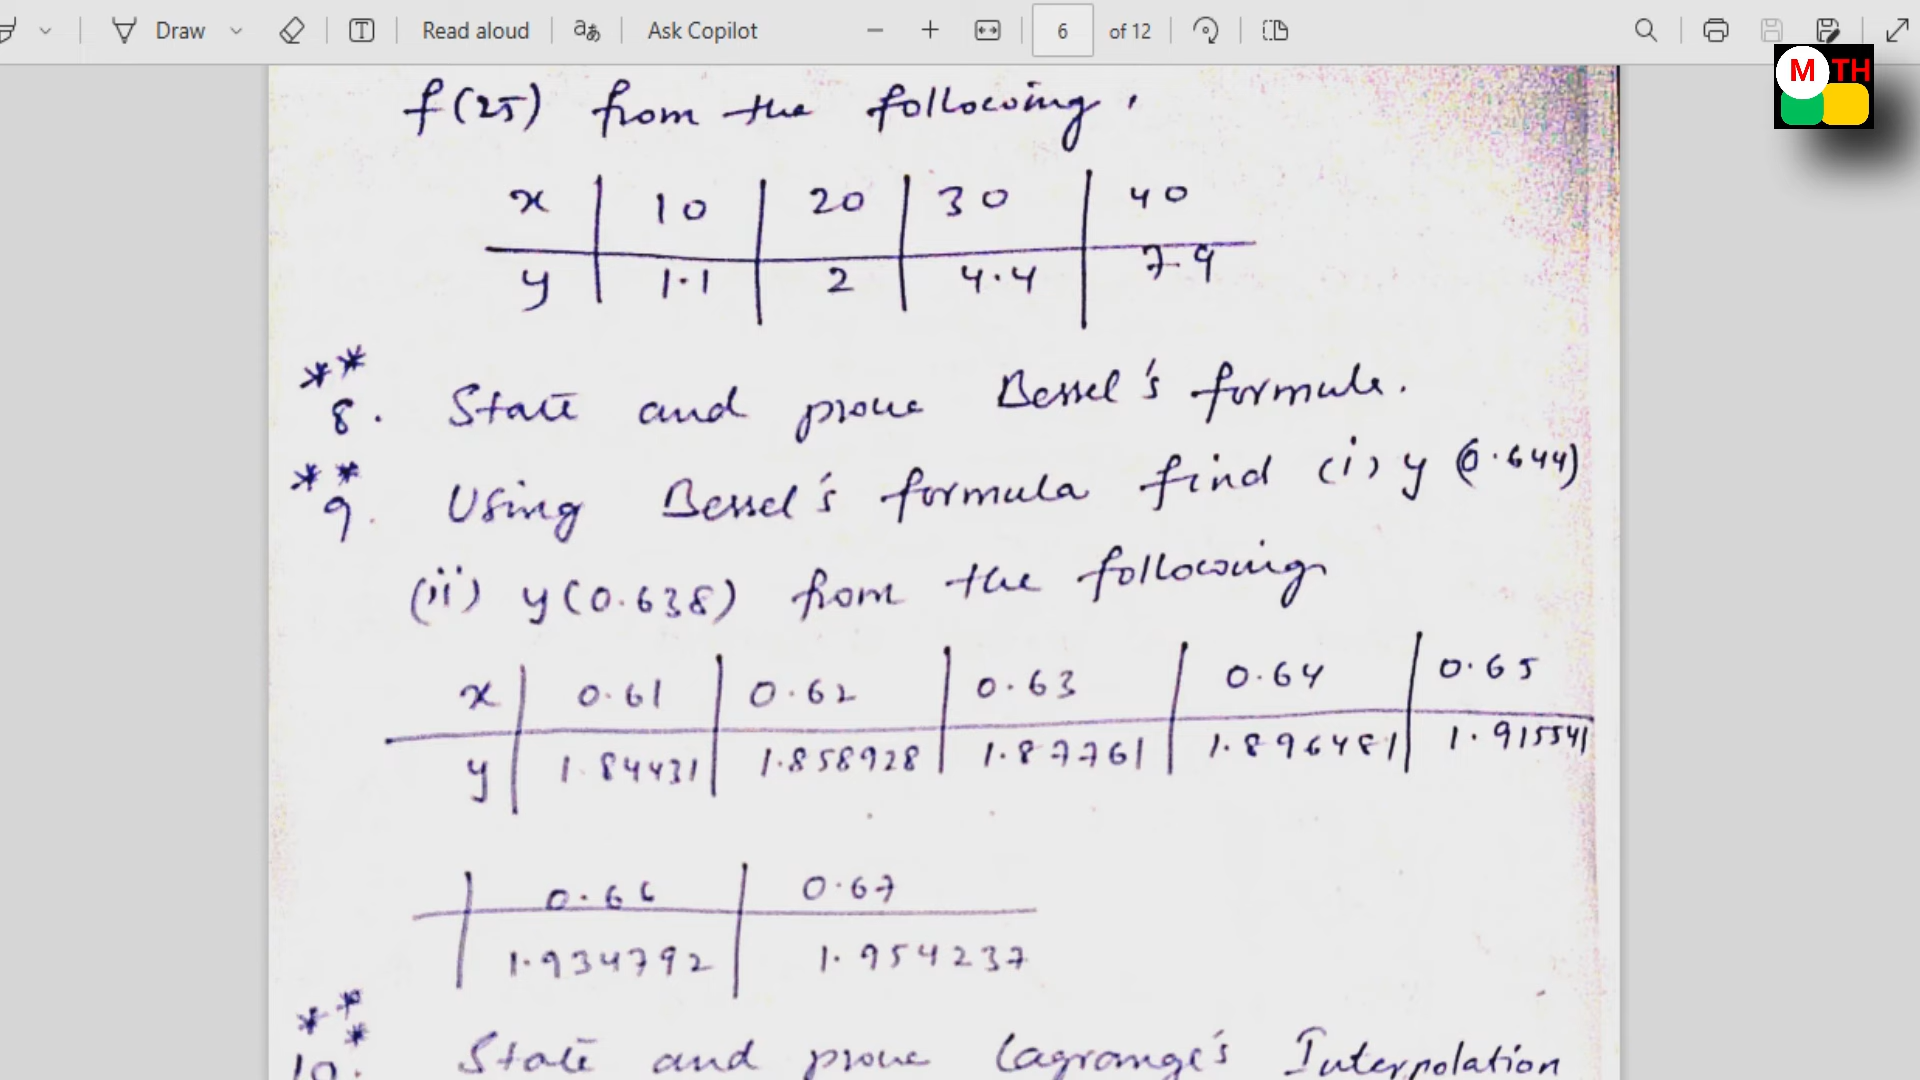 Draw
Read aloud
Ask Copilot
6 of 12
M TH
f(25) from the following.
x | 10 | 20 | 30 | 40
y | 1.1 | 2 | 4.4 | 7.9
** 8. State and prove Bessel's formula.
** 9. Using Bessel's formula find (i) y (0.644)
(ii) y(0.638) from the following
x | 0.61 | 0.62 | 0.63 | 0.64 | 0.65
y | 1.84431 | 1.858928 | 1.87761 | 1.896481 | 1.915541
0.66 | 0.67
1.934792 | 1.954237
*** 10. State and prove Lagrange's Interpolation